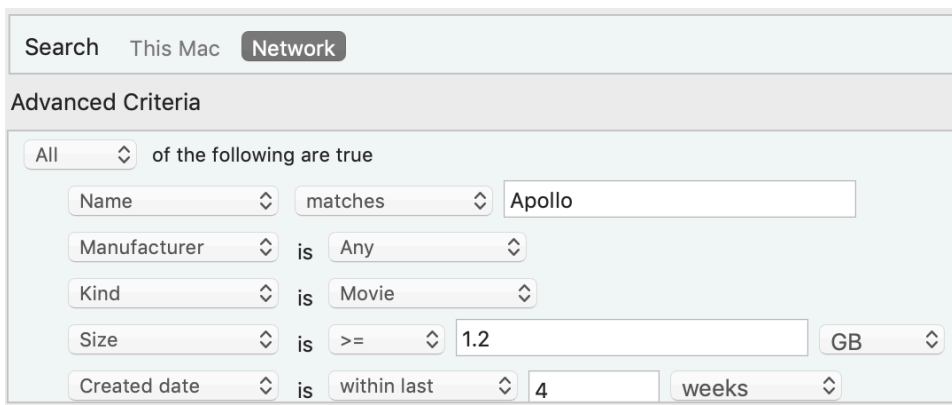 Search This Mac Network
Advanced Criteria
All of the following are true
Name matches Apollo
Manufacturer is Any
Kind is Movie
Size is >= 1.2 GB
Created date is within last 4 weeks